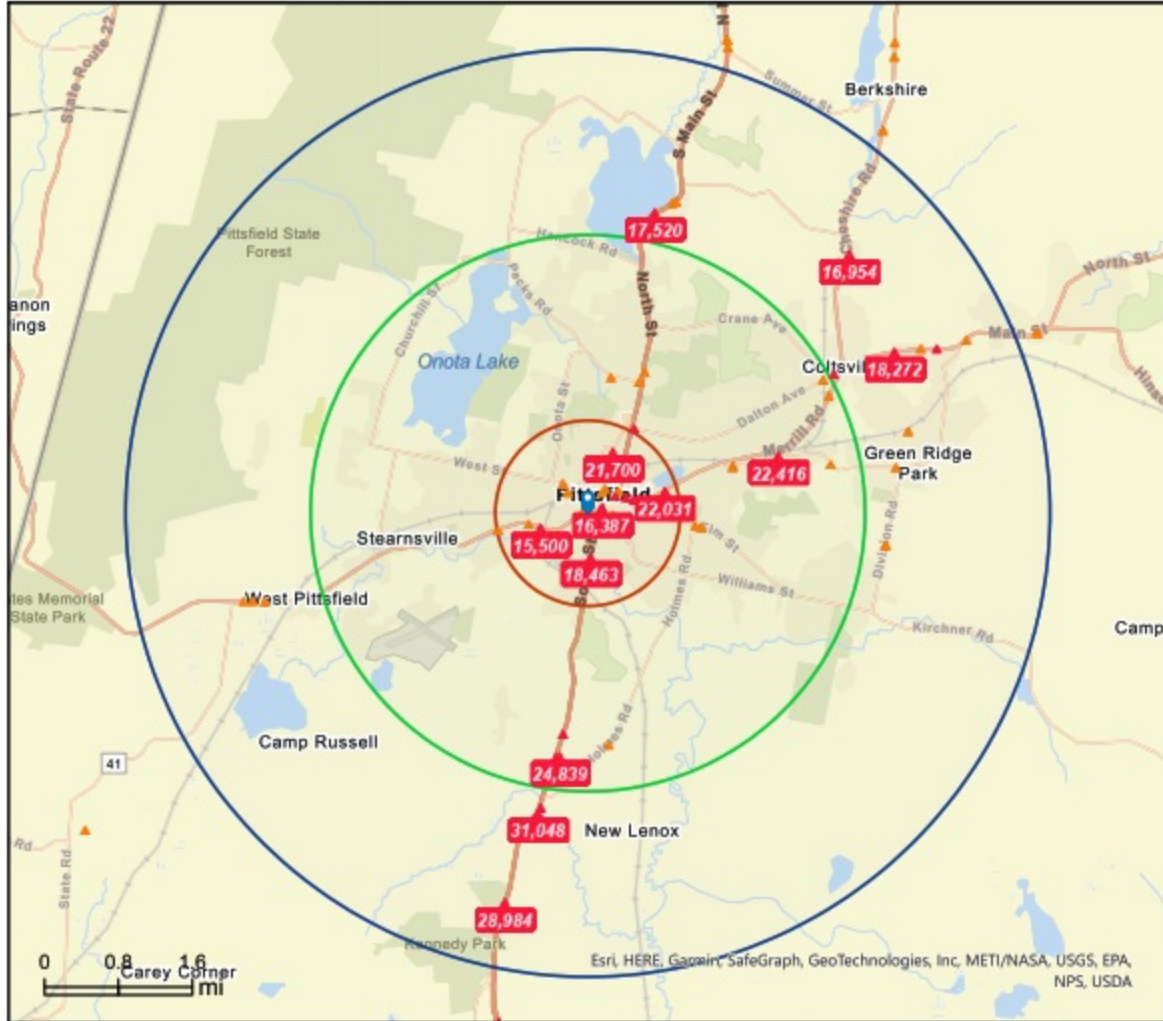 State Route 22
N
Summer St
Berkshire
S Main St
Cheshire Rd
17,520
Pittsfield State
Forest
Hancock Rd
16,954
North St
anon
ings
Churchill St
Pecks Rd
North St
Crane Ave
Main St
Onota Lake
18,272
Onota St
Dalton Ave
Merrill Rd
West St
21,700
22,416
Green Ridge
Park
Pittsfield
22,031
16,387
15,500
Stearnsville
Elm St
Division Rd
18,463
Williams St
tes Memorial
State Park
West Pittsfield
Holmes Rd
Kirchner Rd
Camp
Camp Russell
Holmes Rd
41
24,839
31,048
New Lenox
Rd
State Rd
28,984
Kennedy Park
0 0.8 1.6
mi
Carey Corner
Esri, HERE, Garmin, SafeGraph, GeoTechnologies, Inc, METI/NASA, USGS, EPA,
NPS, USDA